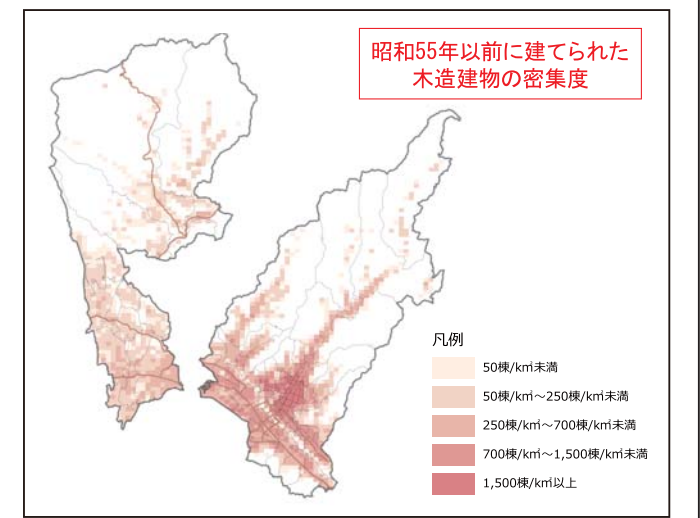 昭和55年以前に建てられた
木造建物の密集度
凡例
50棟/k㎡未満
50棟/k㎡～250棟/k㎡未満
250棟/k㎡～700棟/k㎡未満
700棟/k㎡～1,500棟/k㎡未満
1,500棟/k㎡以上